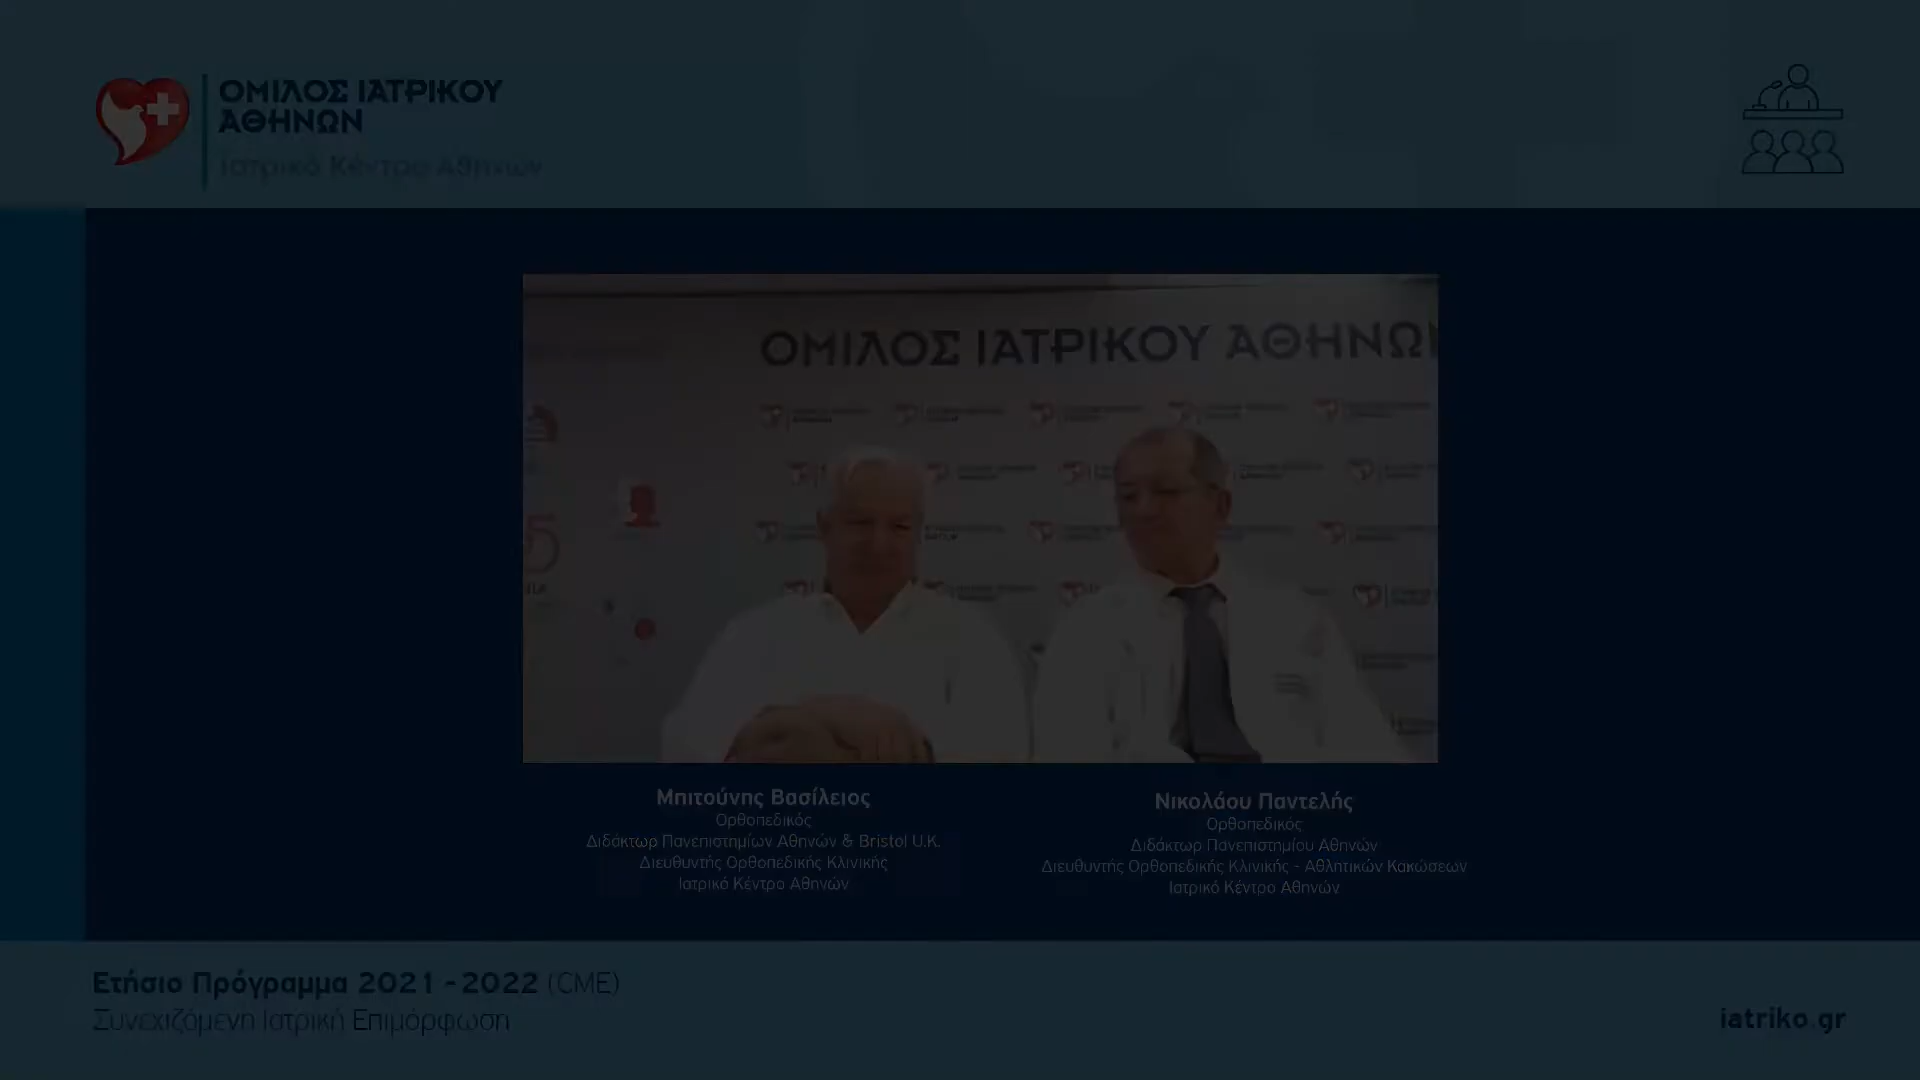 ΟΜΙΛΟΣ ΙΑΤΡΙΚΟΥ
ΑΘΗΝΩΝ
Ιατρικό Κέντρο Αθηνών
ΟΜΙΛΟΣ ΙΑΤΡΙΚΟΥ ΑΘΗΝΩΝ
Μπιτούνης Βασίλειος
Ορθοπεδικός
Διδάκτωρ Πανεπιστημίων Αθηνών & Bristol U.K.
Διευθυντής Ορθοπεδικής Κλινικής
Ιατρικό Κέντρο Αθηνών
Νικολάου Παντελής
Ορθοπεδικός
Διδάκτωρ Πανεπιστημίου Αθηνών
Διευθυντής Ορθοπεδικής Κλινικής - Αθλητικών Κακώσεων
Ιατρικό Κέντρο Αθηνών
Ετήσιο Πρόγραμμα 2021 - 2022 (CME)
Συνεχιζόμενη Ιατρική Επιμόρφωση
iatriko.gr